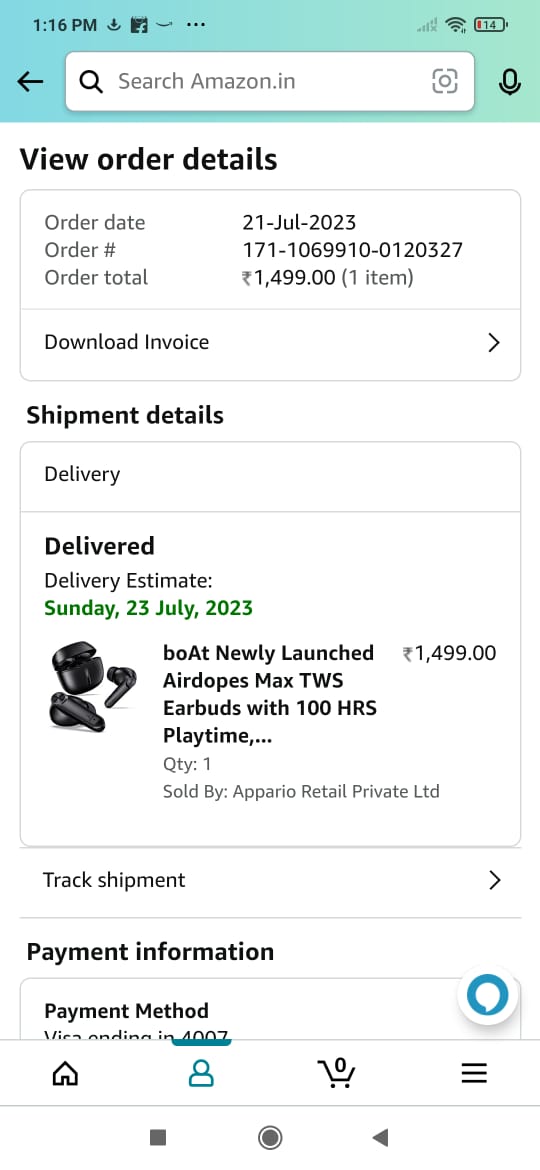 1:16 PM
14
Search Amazon.in
View order details
Order date 21-Jul-2023
Order # 171-1069910-0120327
Order total ₹1,499.00 (1 item)
Download Invoice
Shipment details
Delivery
Delivered
Delivery Estimate:
Sunday, 23 July, 2023
boAt Newly Launched ₹1,499.00
Airdopes Max TWS
Earbuds with 100 HRS
Playtime,...
Qty: 1
Sold By: Appario Retail Private Ltd
Track shipment
Payment information
Payment Method
Visa ending in 4007
0